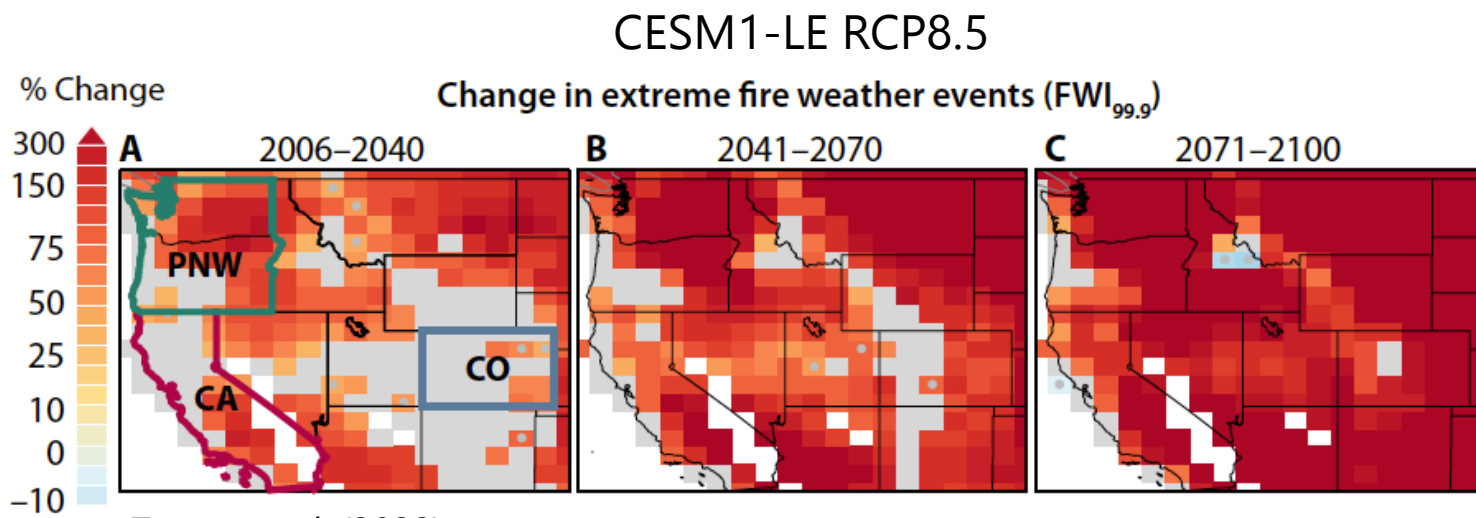 CESM1-LE RCP8.5
% Change
Change in extreme fire weather events (FWI99.9)
A 2006–2040
B 2041–2070
C 2071–2100
300
150
75
50
25
10
0
–10
PNW
CA
CO